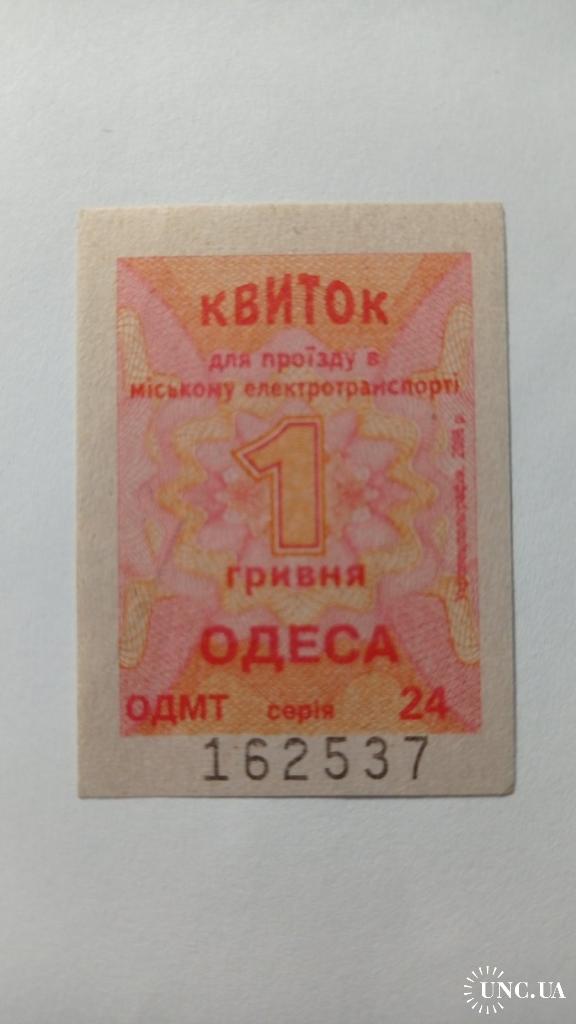 КВИТОК
для проїзду в
міському електротранспорті
1
гривня
ОДЕСА
ОДМТ серія 24
162537
UNC.UA